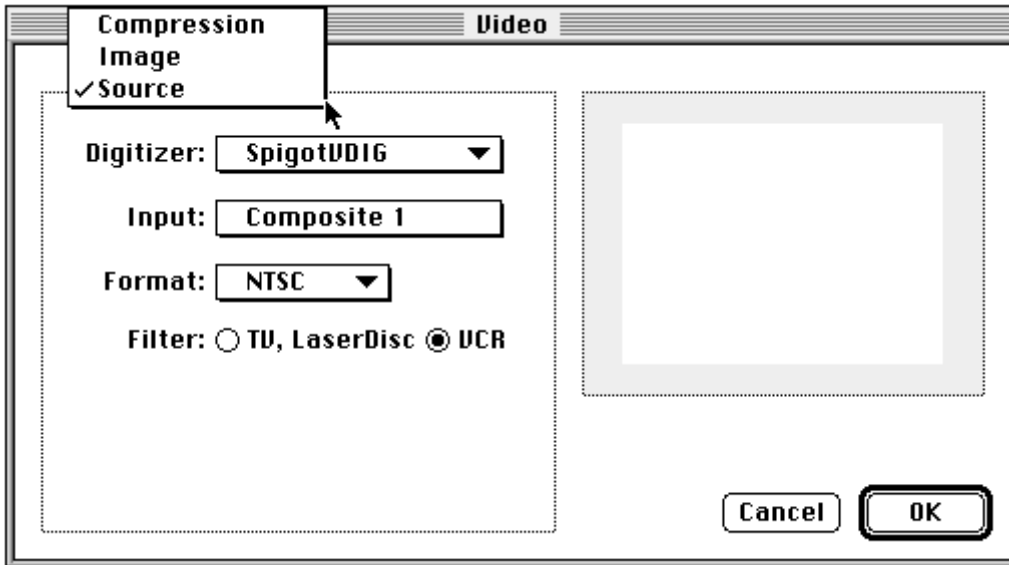 Video
Compression
Image
Source
Digitizer: SpigotVDIG
Input: Composite 1
Format: NTSC
Filter: TV, LaserDisc VCR
Cancel OK